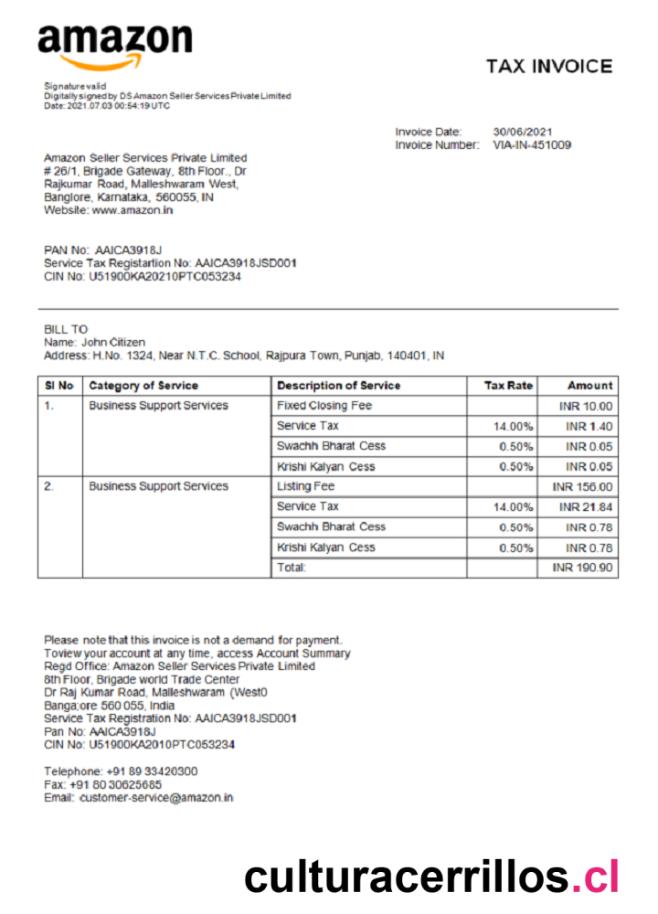 amazon
TAX INVOICE
Signature valid
Digitally signed by DS Amazon Seller Services Private Limited
Date: 2021.07.03 00:54:19 UTC
Invoice Date: 30/06/2021
Invoice Number: VIA-IN-451009
Amazon Seller Services Private Limited
# 26/1, Brigade Gateway, 8th Floor., Dr
Rajkumar Road, Malleshwaram West,
Banglore, Karnataka, 560055, IN
Website: www.amazon.in
PAN No: AAICA3918J
Service Tax Registartion No: AAICA3918JSD001
CIN No: U51900KA20210PTC053234
BILL TO
Name: John Citizen
Address: H.No. 1324, Near N.T.C. School, Rajpura Town, Punjab, 140401, IN
SI No Category of Service Description of Service Tax Rate Amount
1. Business Support Services Fixed Closing Fee INR 10.00
Service Tax 14.00% INR 1.40
Swachh Bharat Cess 0.50% INR 0.05
Krishi Kalyan Cess 0.50% INR 0.05
2. Business Support Services Listing Fee INR 156.00
Service Tax 14.00% INR 21.84
Swachh Bharat Cess 0.50% INR 0.78
Krishi Kalyan Cess 0.50% INR 0.78
Total: INR 190.90
Please note that this invoice is not a demand for payment.
Toview your account at any time, access Account Summary
Regd Office: Amazon Seller Services Private Limited
8th Floor, Brigade world Trade Center
Dr Raj Kumar Road, Malleshwaram (West0
Banga;ore 560 055, India
Service Tax Registration No: AAICA3918JSD001
Pan No: AAICA3918J
CIN No: U51900KA2010PTC053234
Telephone: +91 89 33420300
Fax: +91 80 30625685
Email: customer-service@amazon.in
culturacerrillos.cl